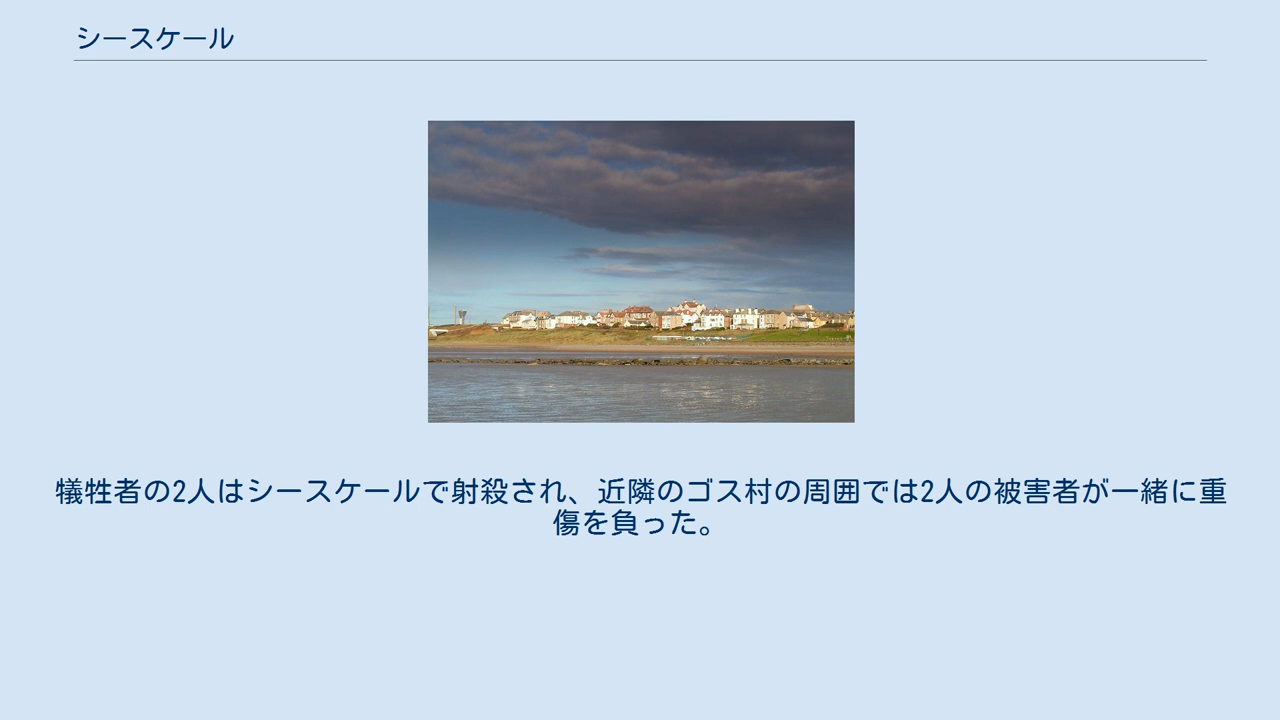 シースケール
犠牲者の2人はシースケールで射殺され、近隣のゴス村の周囲では2人の被害者が一緒に重
傷を負った。